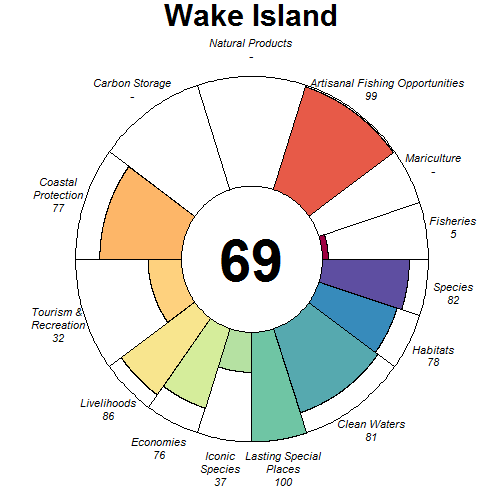 Wake Island
Natural Products
-
Carbon Storage
-
Artisanal Fishing Opportunities
99
Mariculture
-
Coastal
Protection
77
Fisheries
5
69
Species
82
Tourism &
Recreation
32
Habitats
78
Livelihoods
86
Clean Waters
81
Economies
76
Iconic
Species
37
Lasting Special
Places
100